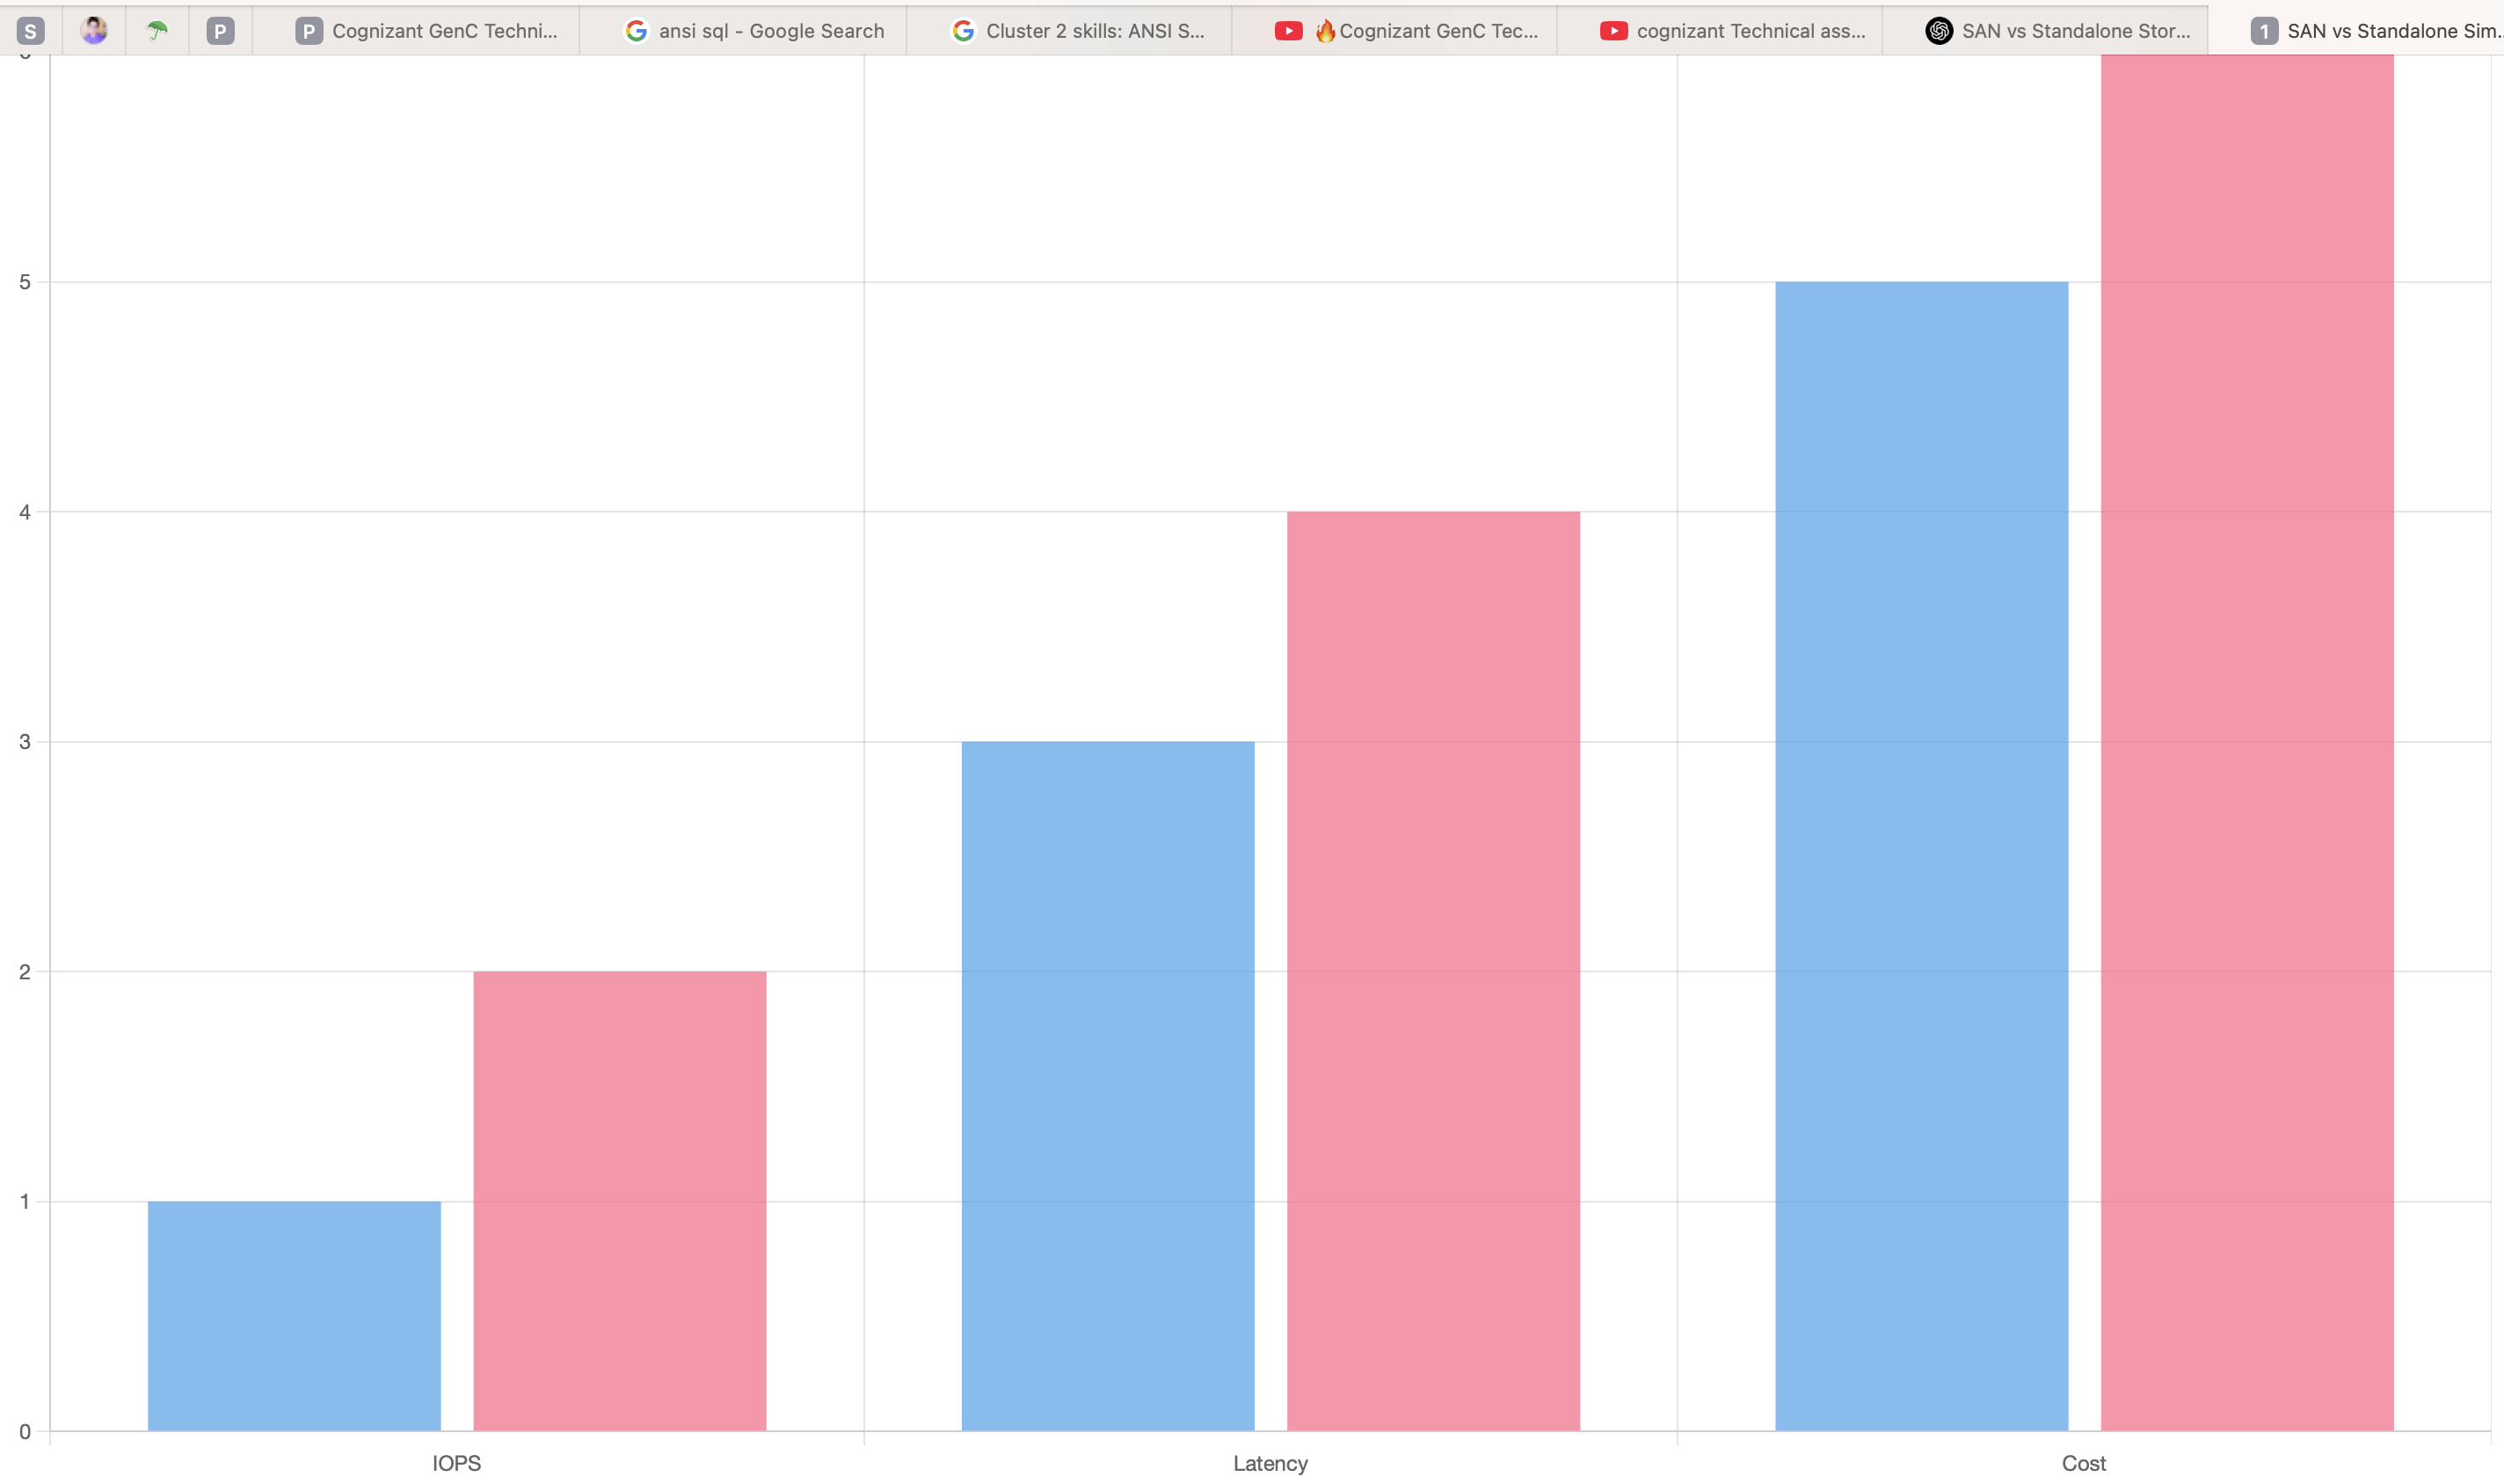 S
P
P Cognizant GenC Techni...
ansi sql - Google Search
Cluster 2 skills: ANSI S...
🔥Cognizant GenC Tec...
cognizant Technical ass...
SAN vs Standalone Stor...
1 SAN vs Standalone Sim..
5
4
3
2
1
0
IOPS Latency Cost